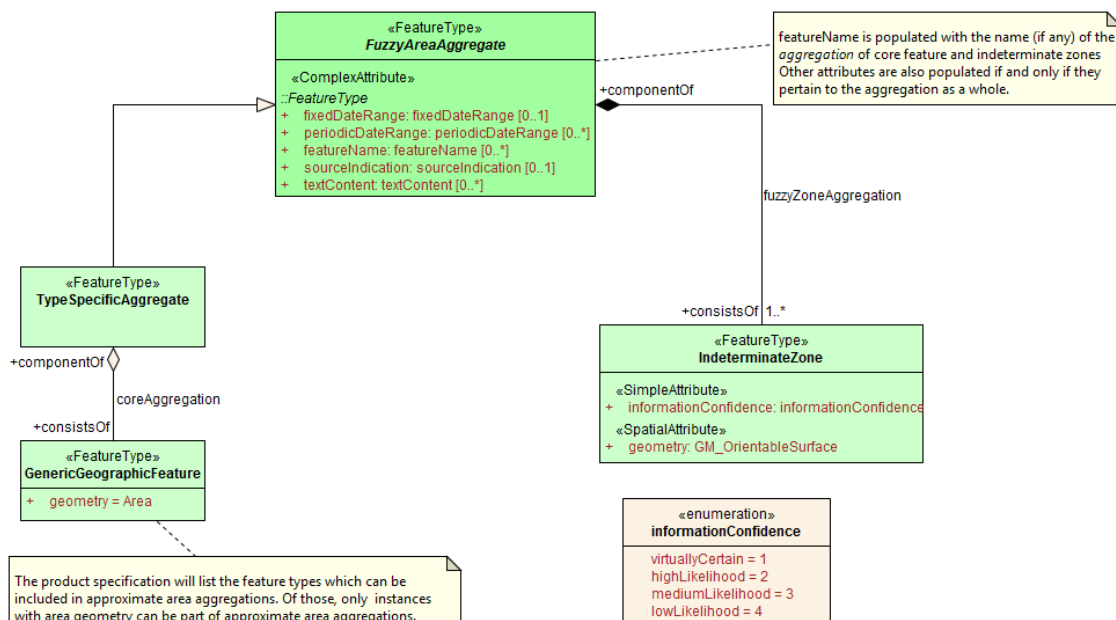 «FeatureType»
FuzzyAreaAggregate
«ComplexAttribute»
::FeatureType
+ fixedDateRange: fixedDateRange [0..1]
+ periodicDateRange: periodicDateRange [0..*]
+ featureName: featureName [0..*]
+ sourceIndication: sourceIndication [0..1]
+ textContent: textContent [0..*]
featureName is populated with the name (if any) of the
aggregation of core feature and indeterminate zones
Other attributes are also populated if and only if they
pertain to the aggregation as a whole.
+componentOf
fuzzyZoneAggregation
«FeatureType»
TypeSpecificAggregate
+componentOf
coreAggregation
+consistsOf
+consistsOf 1..*
«FeatureType»
IndeterminateZone
«SimpleAttribute»
+ informationConfidence: informationConfidence
«SpatialAttribute»
+ geometry: GM_OrientableSurface
«FeatureType»
GenericGeographicFeature
+ geometry = Area
«enumeration»
informationConfidence
virtuallyCertain = 1
highLikelihood = 2
mediumLikelihood = 3
lowLikelihood = 4
The product specification will list the feature types which can be
included in approximate area aggregations. Of those, only instances
with area geometry can be part of approximate area aggregations.